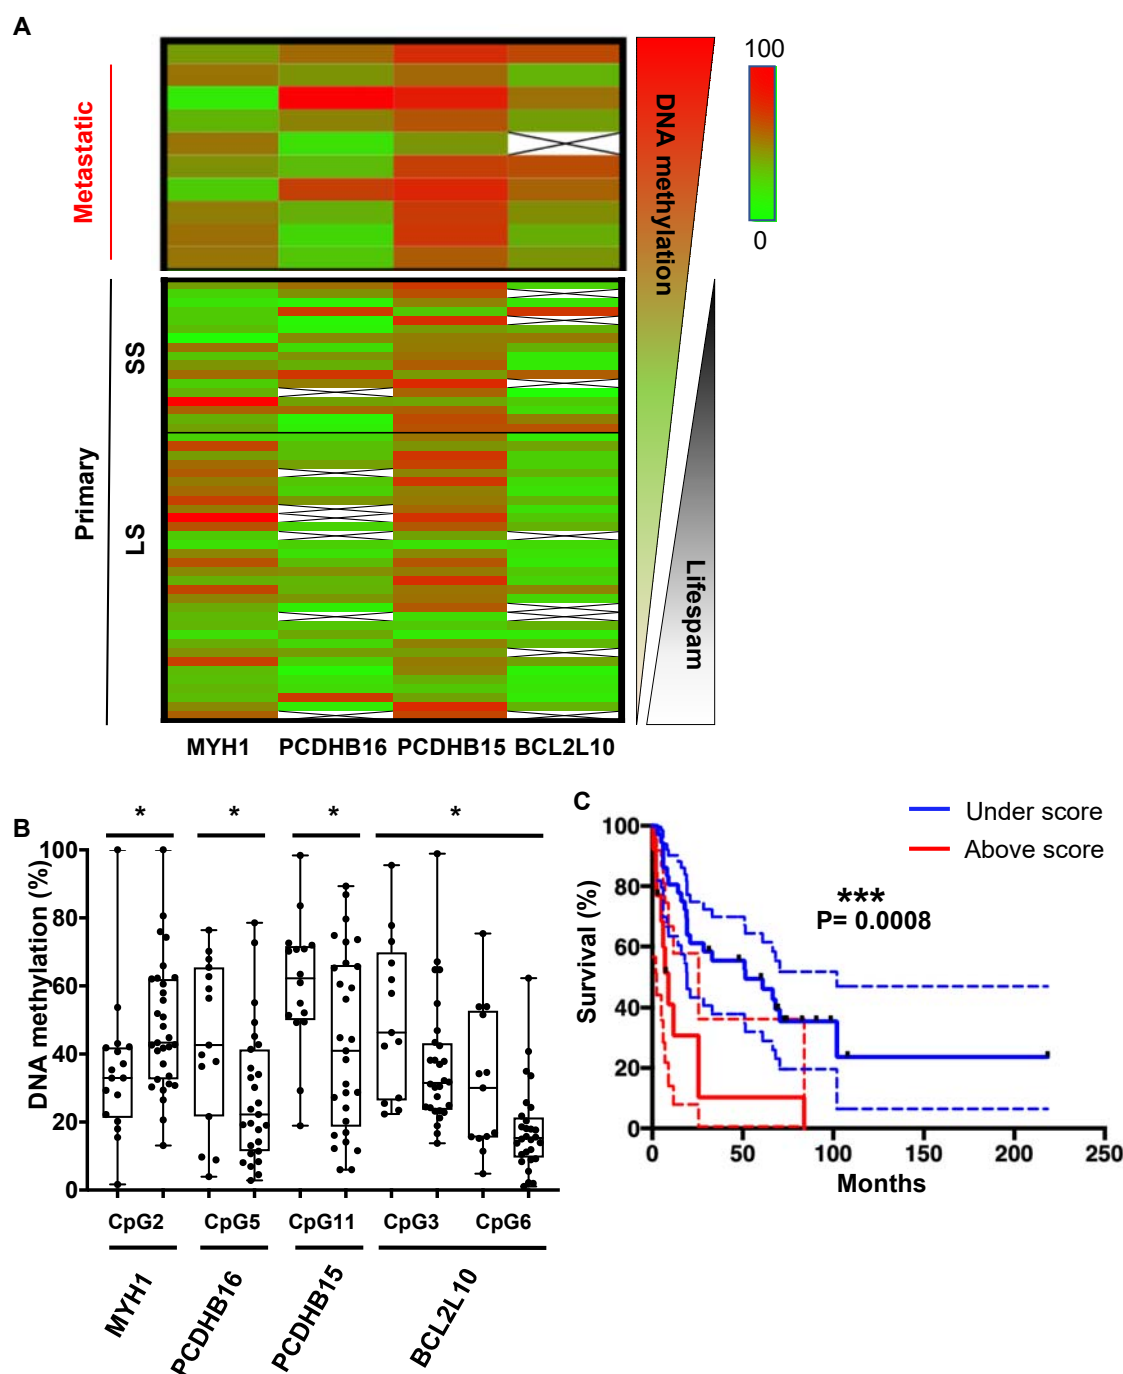 A
100
0
DNA methylation
Metastatic
SS
Primary
LS
Lifespam
MYH1 PCDHB16 PCDHB15 BCL2L10
B
* * * *
DNA methylation (%)
100
80
60
40
20
0
CpG2 CpG5 CpG11 CpG3 CpG6
MYH1 PCDHB16 PCDHB15 BCL2L10
C
Under score
Above score
***
P= 0.0008
Survival (%)
100
80
60
40
20
0
0 50 100 150 200 250
Months